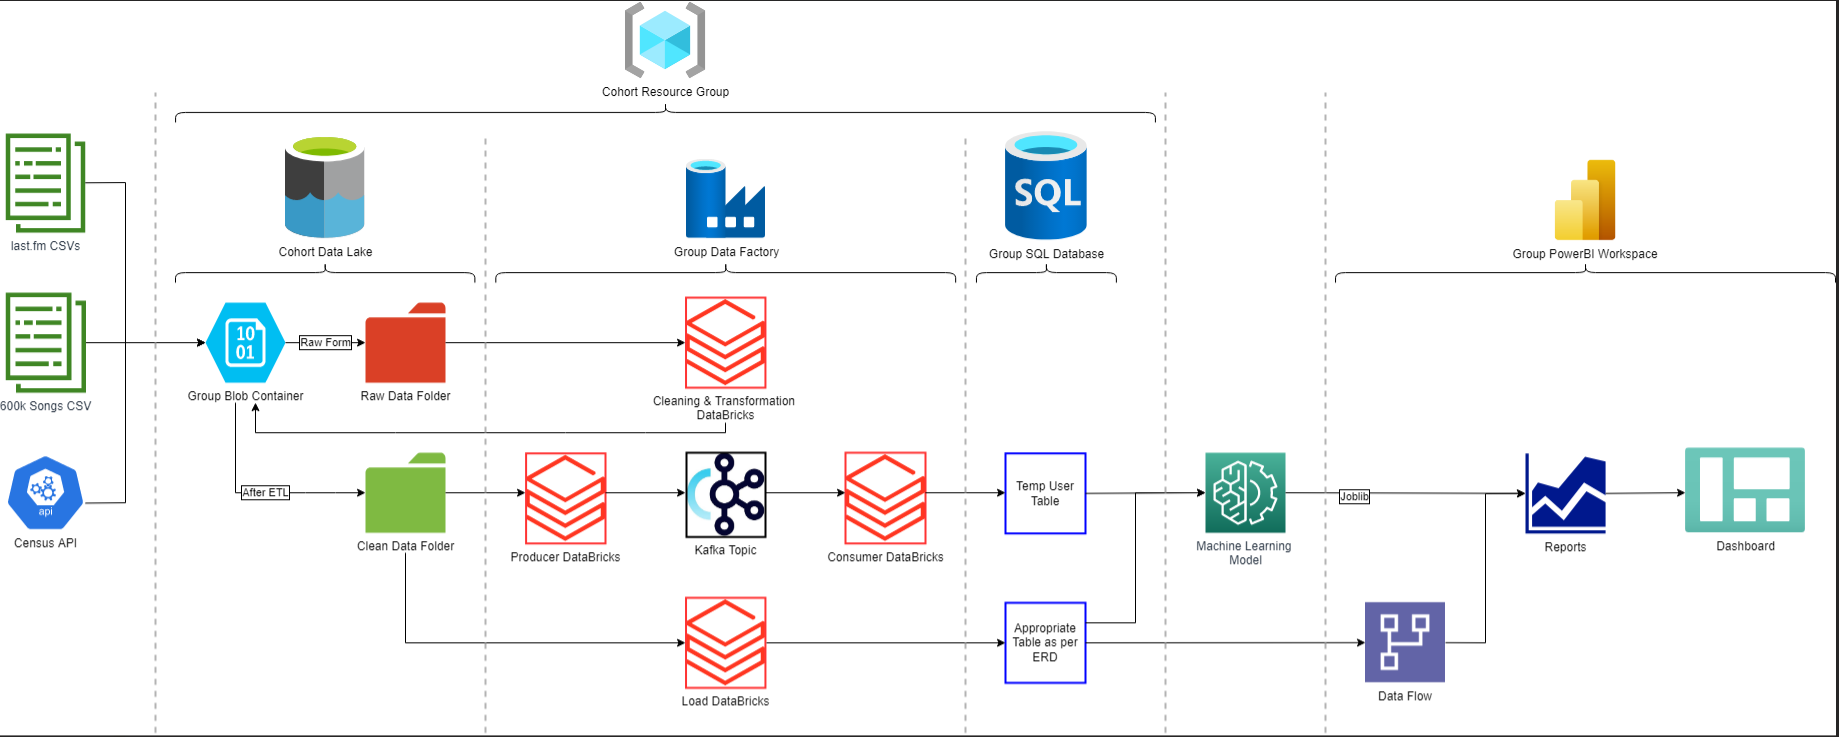 Cohort Resource Group
last.fm CSVs
Cohort Data Lake
Group Data Factory
SQL
Group SQL Database
Group PowerBI Workspace
600k Songs CSV
10
01
Group Blob Container
Raw Form
Raw Data Folder
Cleaning & Transformation
DataBricks
api
Census API
After ETL
Clean Data Folder
Producer DataBricks
Kafka Topic
Consumer DataBricks
Temp User
Table
Machine Learning
Model
Joblib
Reports
Dashboard
Load DataBricks
Appropriate
Table as per
ERD
Data Flow